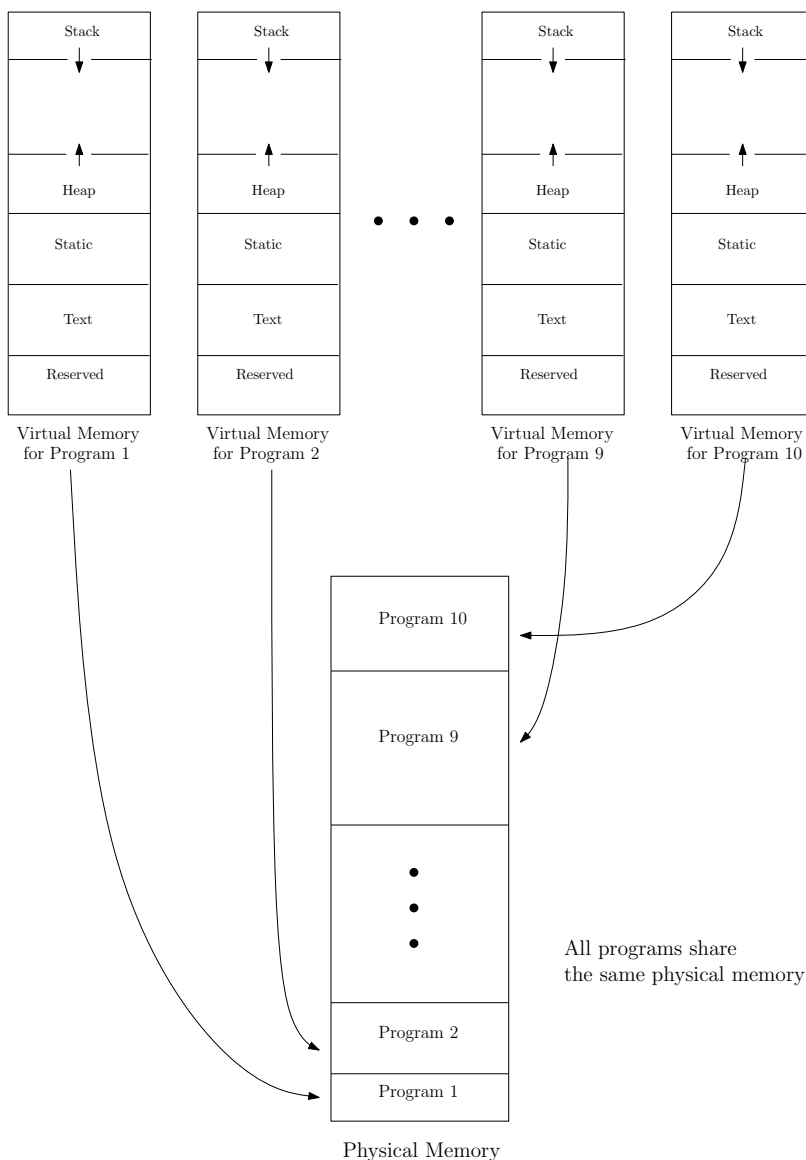 Stack
Heap
Static
Text
Reserved
Virtual Memory
for Program 1
Stack
Heap
Static
Text
Reserved
Virtual Memory
for Program 2
Stack
Heap
Static
Text
Reserved
Virtual Memory
for Program 9
Stack
Heap
Static
Text
Reserved
Virtual Memory
for Program 10
Program 10
Program 9
Program 2
Program 1
Physical Memory
All programs share
the same physical memory